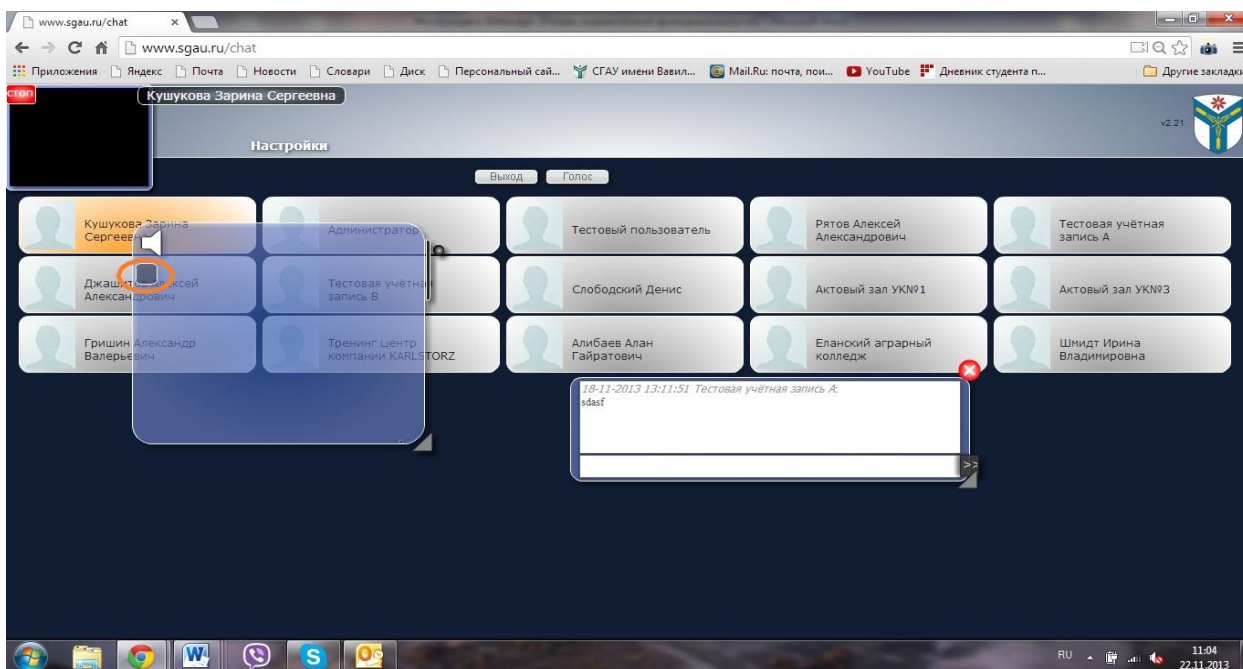 www.sgau.ru/chat
www.sgau.ru/chat
Приложения Яндекс Почта Новости Словари Диск Персональный сай... СГАУ имени Вавил... Mail.Ru: почта, пои... YouTube Дневник студента п... Другие закладки
стоп
Кушукова Зарина Сергеевна
v2.21
Настройки
Выход Голос
Кушукова Зарина
Администратор
Тестовый пользователь
Рятов Алексей
Александрович
Тестовая учётная
запись А
Александрович
Тестовая учётная
запись В
Слободский Денис
Актовый зал УК№1
Актовый зал УК№3
Гришин Александр
Валерьевич
Тренинг центр
компании KARLSTORZ
Алибаев Алан
Гайратович
Еланский аграрный
колледж
Шмидт Ирина
Владимировна
18-11-2013 13:11:51 Тестовая учётная запись А:
sdasf
>>
RU
11:04
22.11.2013